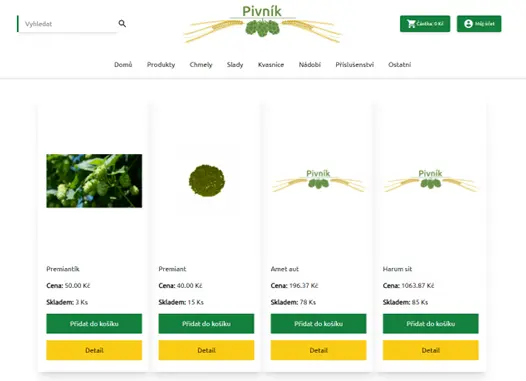 Vyhledat
Pivník
Částka: 0 Kč
Můj účet
Domů Produkty Chmely Slady Kvasnice Nádobí Příslušenství Ostatní
Pivník
Pivník
Premiantík
Cena: 50.00 Kč
Skladem: 3 Ks
Přidat do košíku
Detail
Premiant
Cena: 40.00 Kč
Skladem: 15 Ks
Přidat do košíku
Detail
Amet aut
Cena: 196.37 Kč
Skladem: 78 Ks
Přidat do košíku
Detail
Harum sit
Cena: 1063.87 Kč
Skladem: 85 Ks
Přidat do košíku
Detail